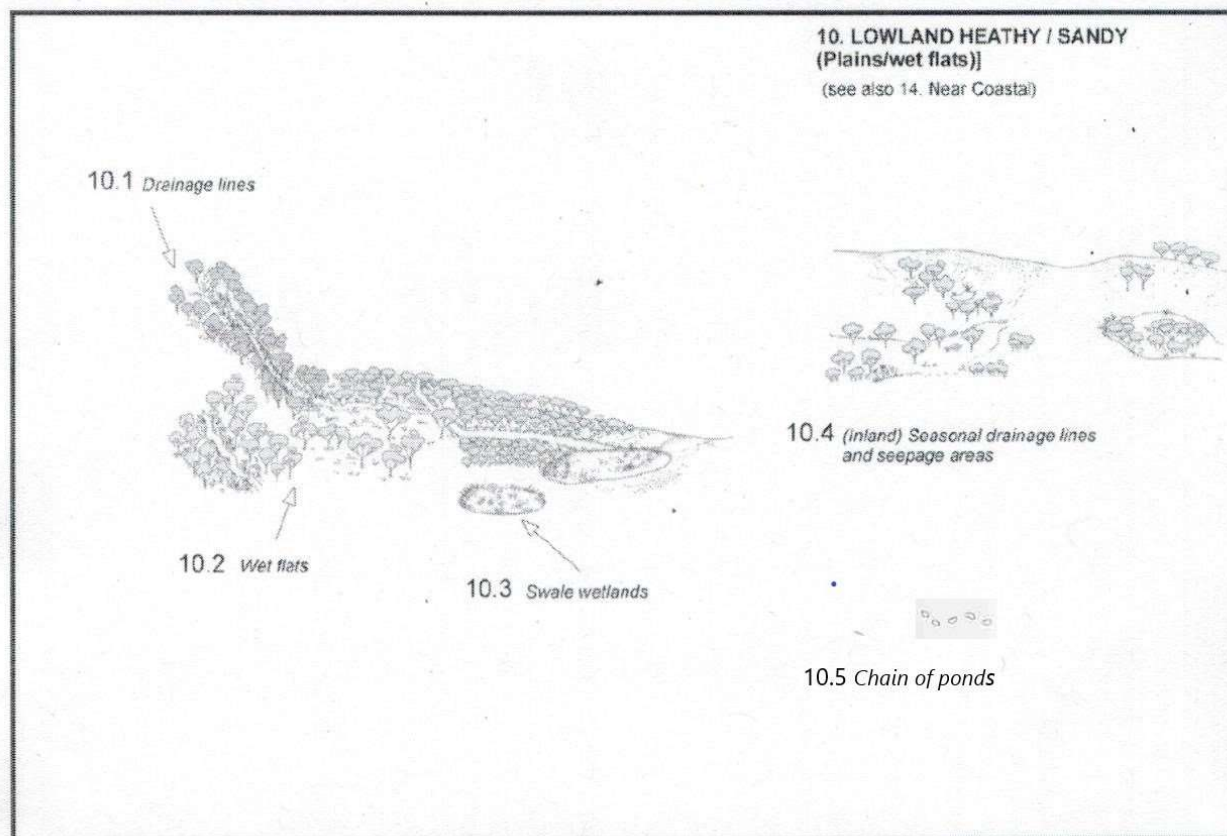 10. LOWLAND HEATHY / SANDY
(Plains/wet flats)]
(see also 14. Near Coastal)
10.1 Drainage lines
10.2 Wet flats
10.3 Swale wetlands
10.4 (inland) Seasonal drainage lines
and seepage areas
10.5 Chain of ponds